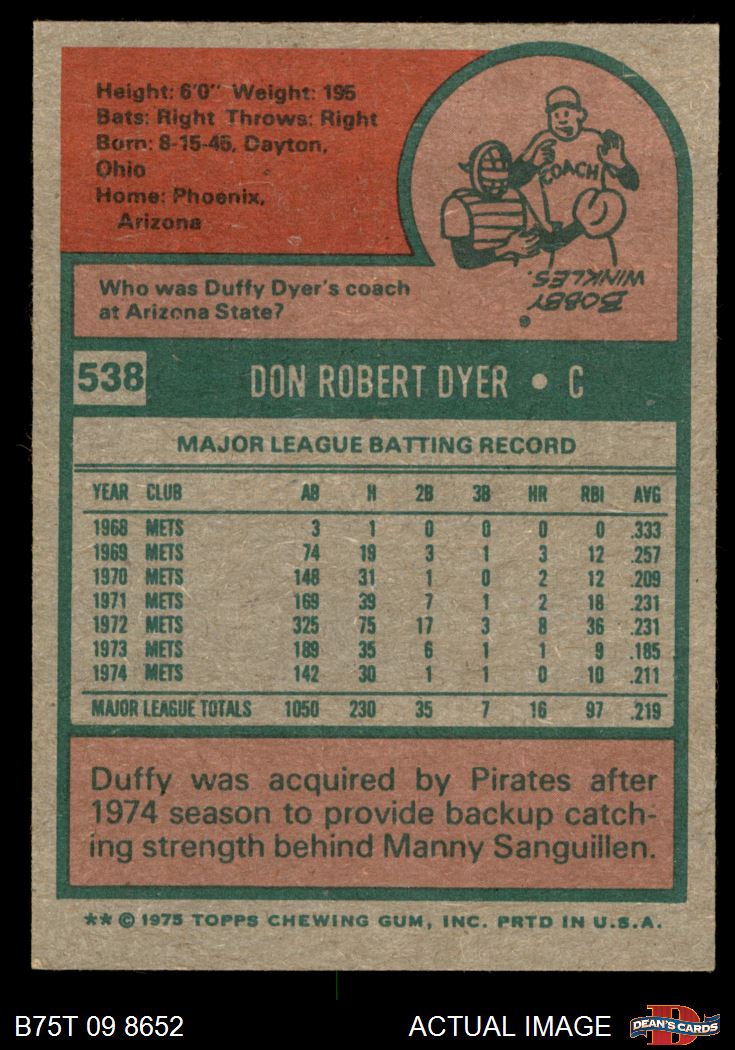 Height: 6'0" Weight: 195
Bats: Right Throws: Right
Born: 8-15-45, Dayton,
Ohio
Home: Phoenix,
Arizona
COACH
BOBBY
WINKLES.
Who was Duffy Dyer's coach
at Arizona State?
538 DON ROBERT DYER • C
MAJOR LEAGUE BATTING RECORD
YEAR CLUB AB H 2B 3B HR RBI AVG
1968 METS 3 1 0 0 0 0 .333
1969 METS 74 19 3 1 3 12 .257
1970 METS 148 31 1 0 2 12 .209
1971 METS 169 39 7 1 2 18 .231
1972 METS 325 75 17 3 8 36 .231
1973 METS 189 35 6 1 1 9 .185
1974 METS 142 30 1 1 0 10 .211
MAJOR LEAGUE TOTALS 1050 230 35 7 16 97 .219
Duffy was acquired by Pirates after
1974 season to provide backup catch-
ing strength behind Manny Sanguillen.
** © 1975 TOPPS CHEWING GUM, INC. PRTD IN U.S.A.
B75T 09 8652 ACTUAL IMAGE DEAN'S CARDS